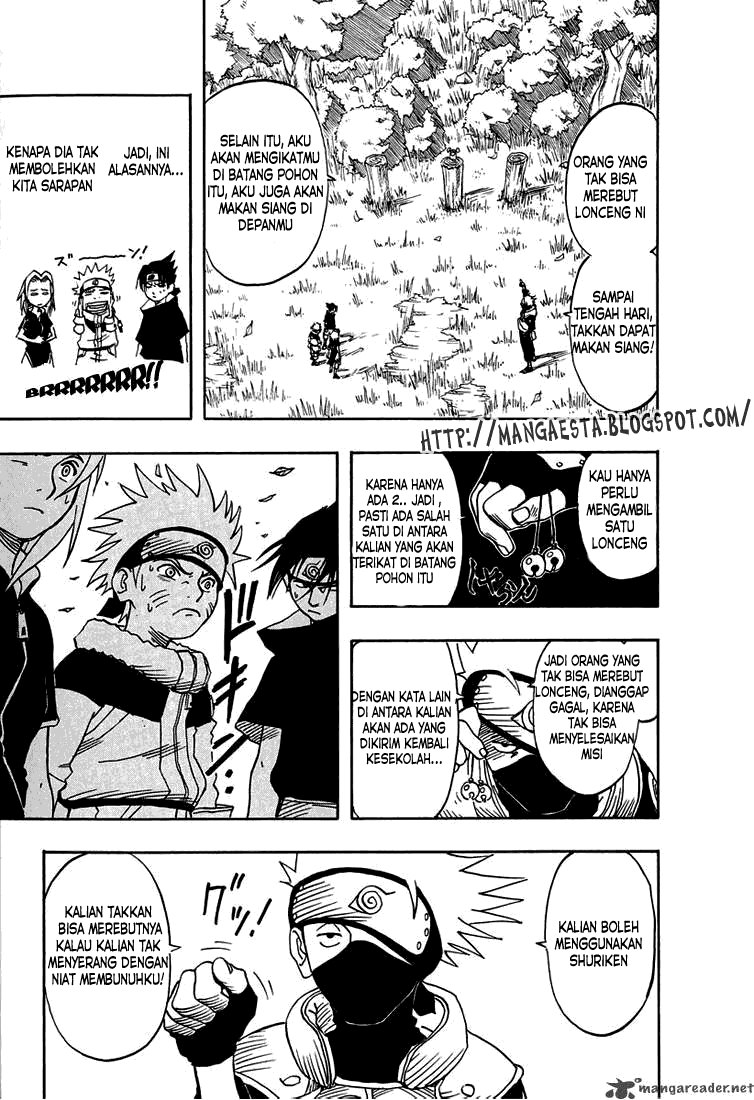 ORANG YANG
TAK BISA
MEREBUT
LONCENG NI
SAMPAI
TENGAH HARI,
TAKKAN DAPAT
MAKAN SIANG!
SELAIN ITU, AKU
AKAN MENGIKATMU
DI BATANG POHON
ITU, AKU JUGA AKAN
MAKAN SIANG DI
DEPANMU
JADI, INI
ALASANNYA...
KENAPA DIA TAK
MEMBOLEHKAN
KITA SARAPAN
ズーン!
BRRRRRRRR!!
HTTP://MANGAESTA.BLOGSPOT.COM/
KAU HANYA
PERLU
MENGAMBIL
SATU
LONCENG
KARENA HANYA
ADA 2.. JADI ,
PASTI ADA SALAH
SATU DI ANTARA
KALIAN YANG AKAN
TERIKAT DI BATANG
POHON ITU
JADI ORANG YANG
TAK BISA MEREBUT
LONCENG, DIANGGAP
GAGAL, KARENA
TAK BISA
MENYELESAIKAN
MISI
DENGAN KATA LAIN
DI ANTARA KALIAN
AKAN ADA YANG
DIKIRIM KEMBALI
KESEKOLAH...
KALIAN BOLEH
MENGGUNAKAN
SHURIKEN
KALIAN TAKKAN
BISA MEREBUTNYA
KALAU KALIAN TAK
MENYERANG DENGAN
NIAT MEMBUNUHKU!
mangareader.net